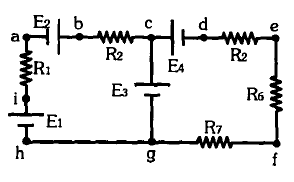 E2 b c d e
a R2 E4 R2
R1
i E3 R6
E1 R7
h g f